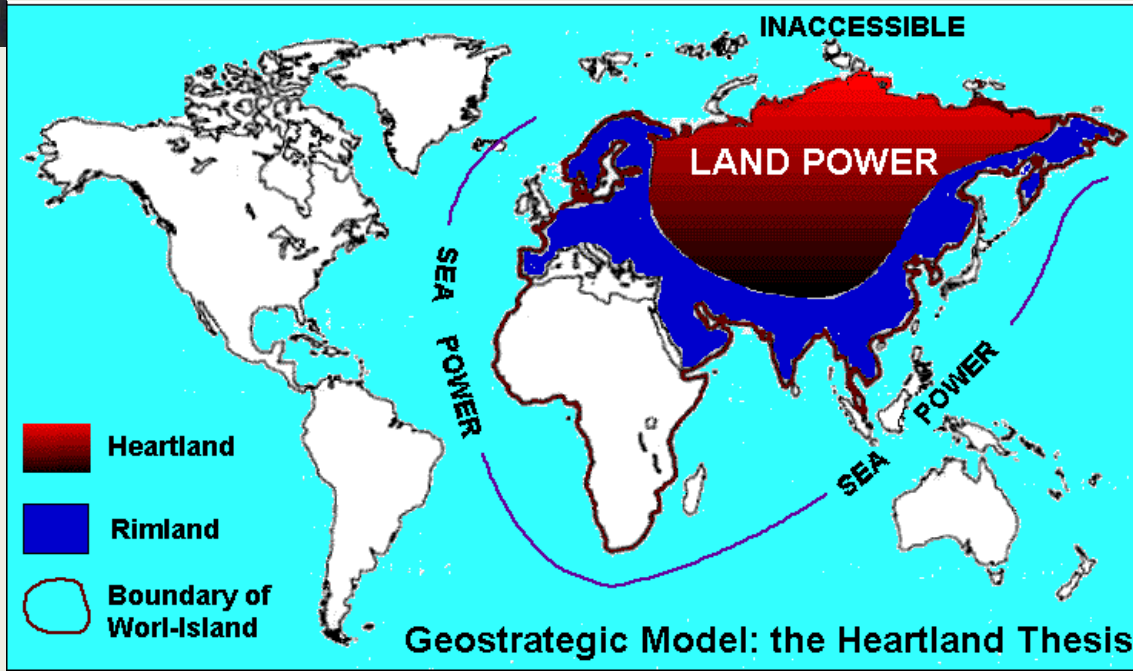 INACCESSIBLE
LAND POWER
SEA POWER
SEA POWER
Heartland
Rimland
Boundary of
Worl-Island
Geostrategic Model: the Heartland Thesis